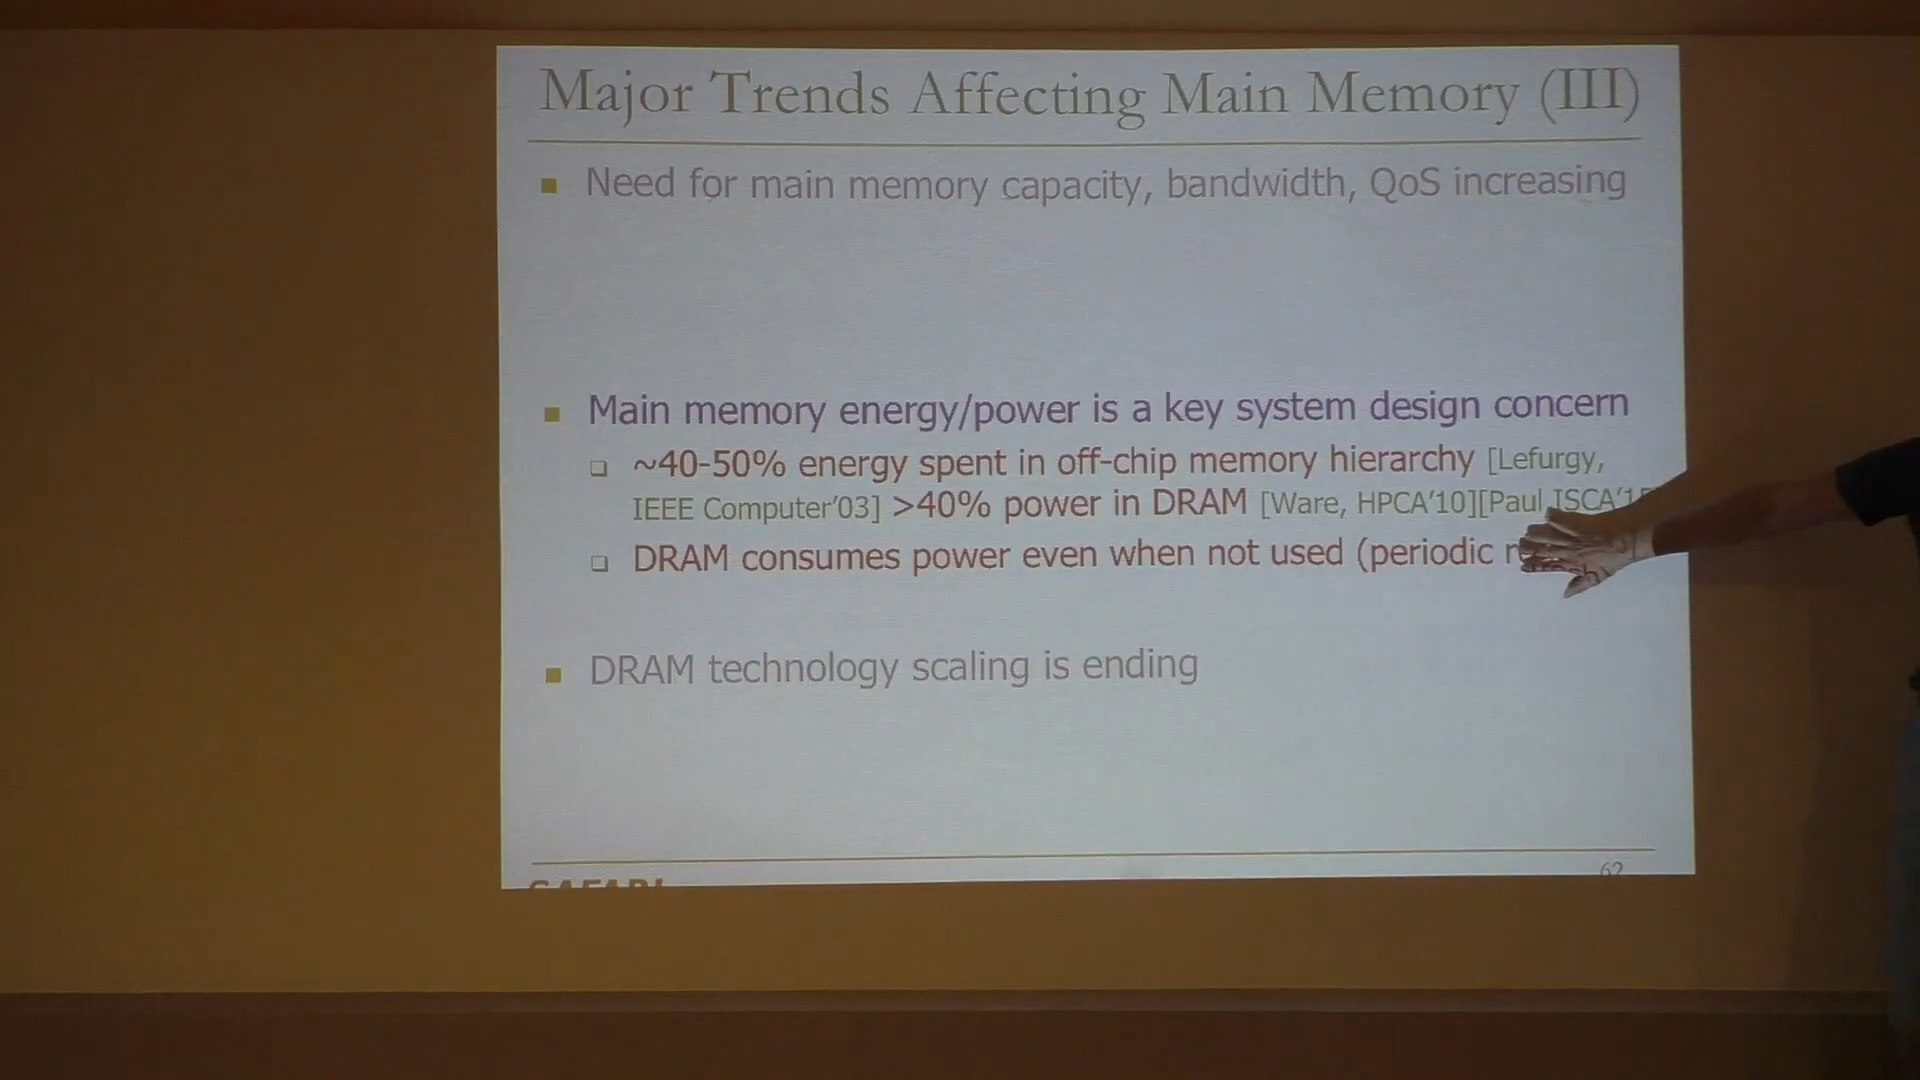 Major Trends Affecting Main Memory (III)
Need for main memory capacity, bandwidth, QoS increasing
Main memory energy/power is a key system design concern
~40-50% energy spent in off-chip memory hierarchy [Lefurgy,
IEEE Computer'03] >40% power in DRAM [Ware, HPCA'10][Paul,ISCA'15
DRAM consumes power even when not used (periodic
DRAM technology scaling is ending
SAFARI
62